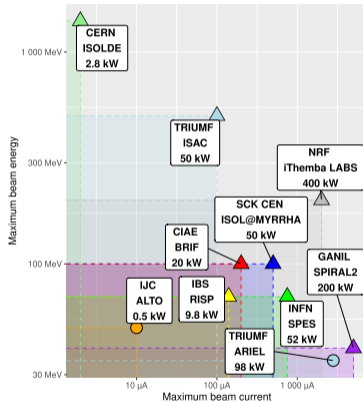 CERN
ISOLDE
2.8 kW
1 000 MeV
TRIUMF
ISAC
50 kW
NRF
iThemba LABS
400 kW
300 MeV
SCK CEN
ISOL@MYRRHA
50 kW
CIAE
BRIF
20 kW
GANIL
SPIRAL2
200 kW
100 MeV
IJC
ALTO
0.5 kW
IBS
RISP
9.8 kW
INFN
SPES
52 kW
TRIUMF
ARIEL
98 kW
30 MeV
10 µA
100 µA
1 000 µA
Maximum beam current
Maximum beam energy